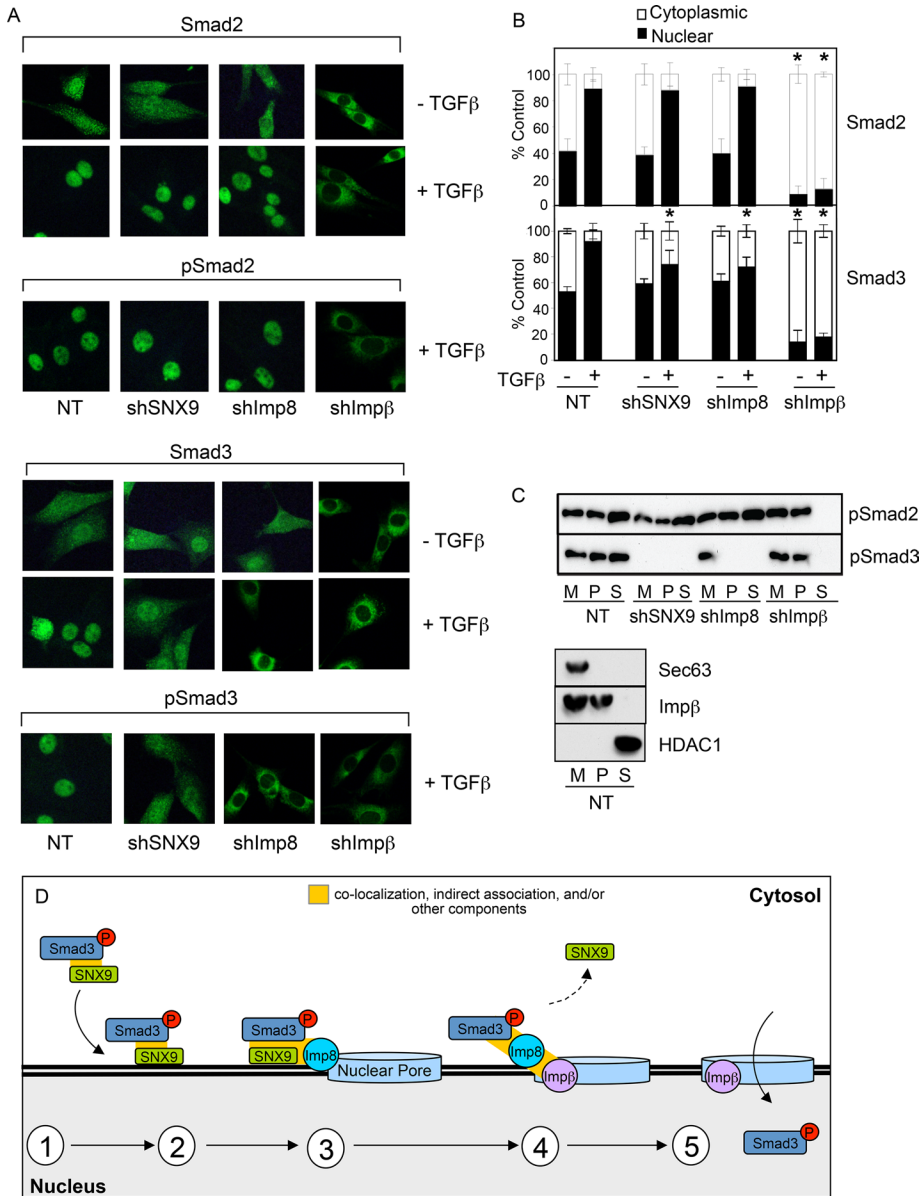 A
Smad2
- TGFβ
+ TGFβ
pSmad2
+ TGFβ
NT shSNX9 shImp8 shImpβ
Smad3
- TGFβ
+ TGFβ
pSmad3
+ TGFβ
NT shSNX9 shImp8 shImpβ
B
Cytoplasmic
Nuclear
* *
100
80
60
40
20
0
% Control
Smad2
* * * *
100
80
60
40
20
0
% Control
Smad3
TGFβ - + - + - + - +
NT shSNX9 shImp8 shImpβ
C
pSmad2
pSmad3
M P S M P S M P S M P S
NT shSNX9 shImp8 shImpβ
Sec63
Impβ
HDAC1
M P S
NT
D
co-localization, indirect association, and/or
other components
Cytosol
Smad3 P
SNX9
Smad3 P
SNX9
Smad3 P
SNX9
Imp8
Nuclear Pore
Smad3 P
Imp8
Impβ
SNX9
Impβ
Smad3 P
1 2 3 4 5
Nucleus